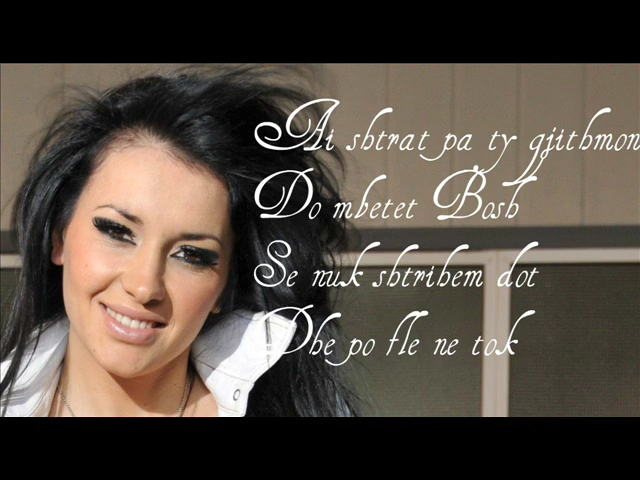 Ai shtrat pa ty gjithmon
Do mbetet Bosh
Se nuk shtrihem dot
Dhe po fle ne tok